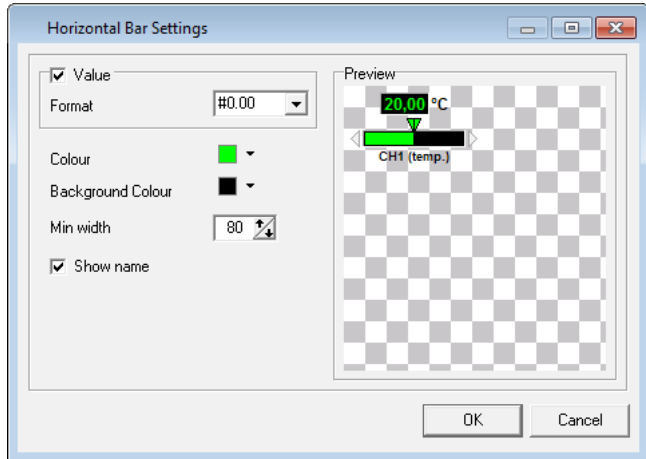 Horizontal Bar Settings
Value
Format #0.00
Colour
Background Colour
Min width 80
Show name
Preview
20,00 °C
CH1 (temp.)
OK Cancel